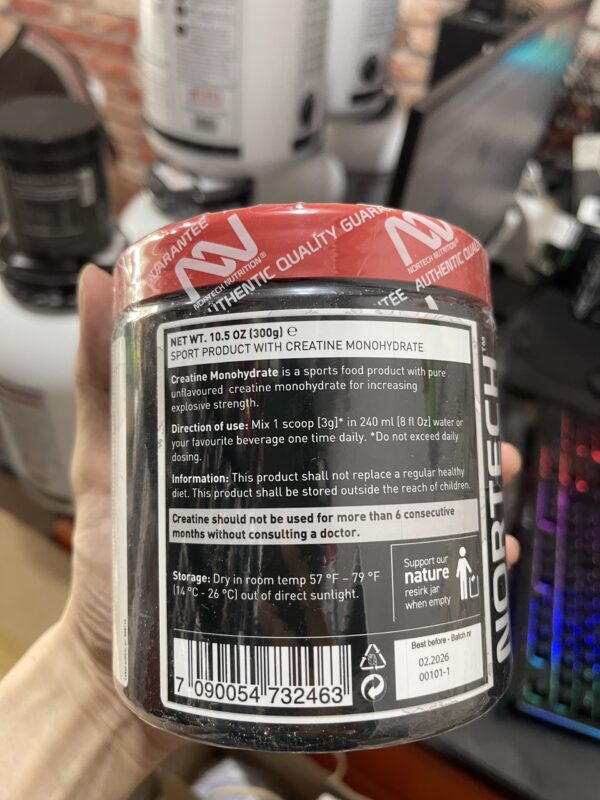 GUARANTEE
NORTECH NUTRITION®
AUTHENTIC QUALITY GUARANTEE
NORTECH NUTRITION®
AUTHENTIC QUALITY
NET WT. 10.5 OZ (300g) ℮
SPORT PRODUCT WITH CREATINE MONOHYDRATE
Creatine Monohydrate is a sports food product with pure
unflavoured creatine monohydrate for increasing
explosive strength.
Direction of use: Mix 1 scoop [3g]* in 240 ml [8 fl Oz] water or
your favourite beverage one time daily. *Do not exceed daily
dosing.
Information: This product shall not replace a regular healthy
diet. This product shall be stored outside the reach of children.
Creatine should not be used for more than 6 consecutive
months without consulting a doctor.
Storage: Dry in room temp 57 °F – 79 °F
(14 °C - 26 °C) out of direct sunlight.
Support our
nature
resirk jar
when empty
Best before - Batch nr
02.2026
00101-1
7 090054 732463
NORTECH™